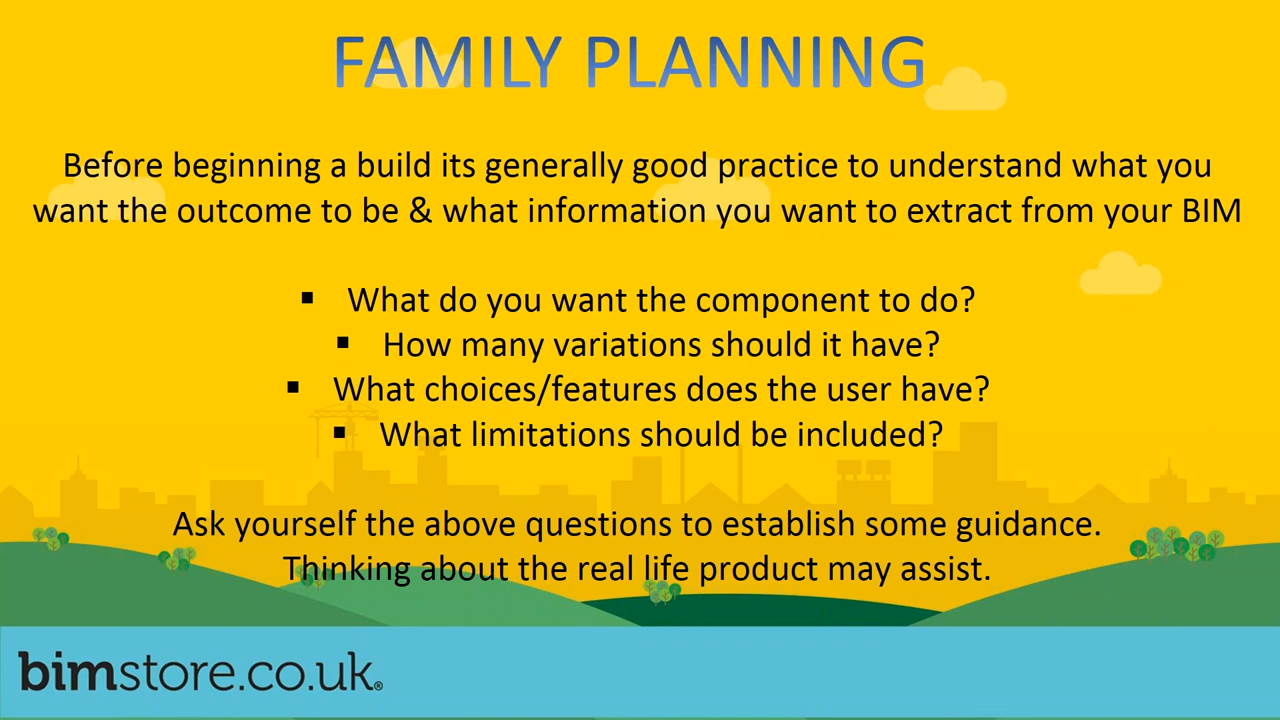 FAMILY PLANNING
Before beginning a build its generally good practice to understand what you
want the outcome to be & what information you want to extract from your BIM
▪ What do you want the component to do?
▪ How many variations should it have?
▪ What choices/features does the user have?
▪ What limitations should be included?
Ask yourself the above questions to establish some guidance.
Thinking about the real life product may assist.
bimstore.co.uk®